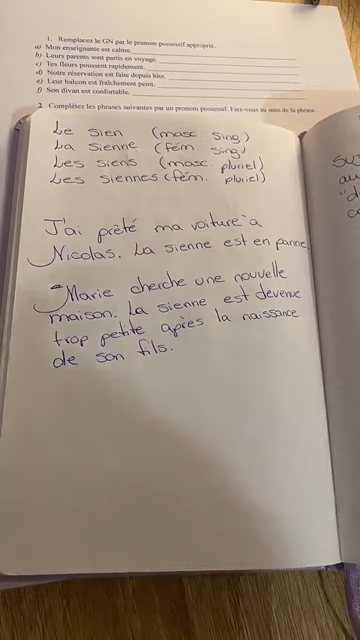 1. Remplacez le GN par le pronom possessif approprié.
a) Mon enseignante est calme.
b) Leurs parents sont partis en voyage.
c) Tes fleurs poussent rapidement.
d) Notre réservation est faite depuis hier.
e) Leur balcon est fraîchement peint.
f) Son divan est confortable.
2. Complétez les phrases suivantes par un pronom possessif. Fiez-vous au sens de la phrase.
Le sien (masc. sing)
La sienne (fém. sing)
Les siens (masc. pluriel)
Les siennes (fém. pluriel)
J'ai prêté ma voiture à
Nicolas. La sienne est en panne.
Marie cherche une nouvelle
maison. La sienne est devenue
trop petite après la naissance
de son fils.
au